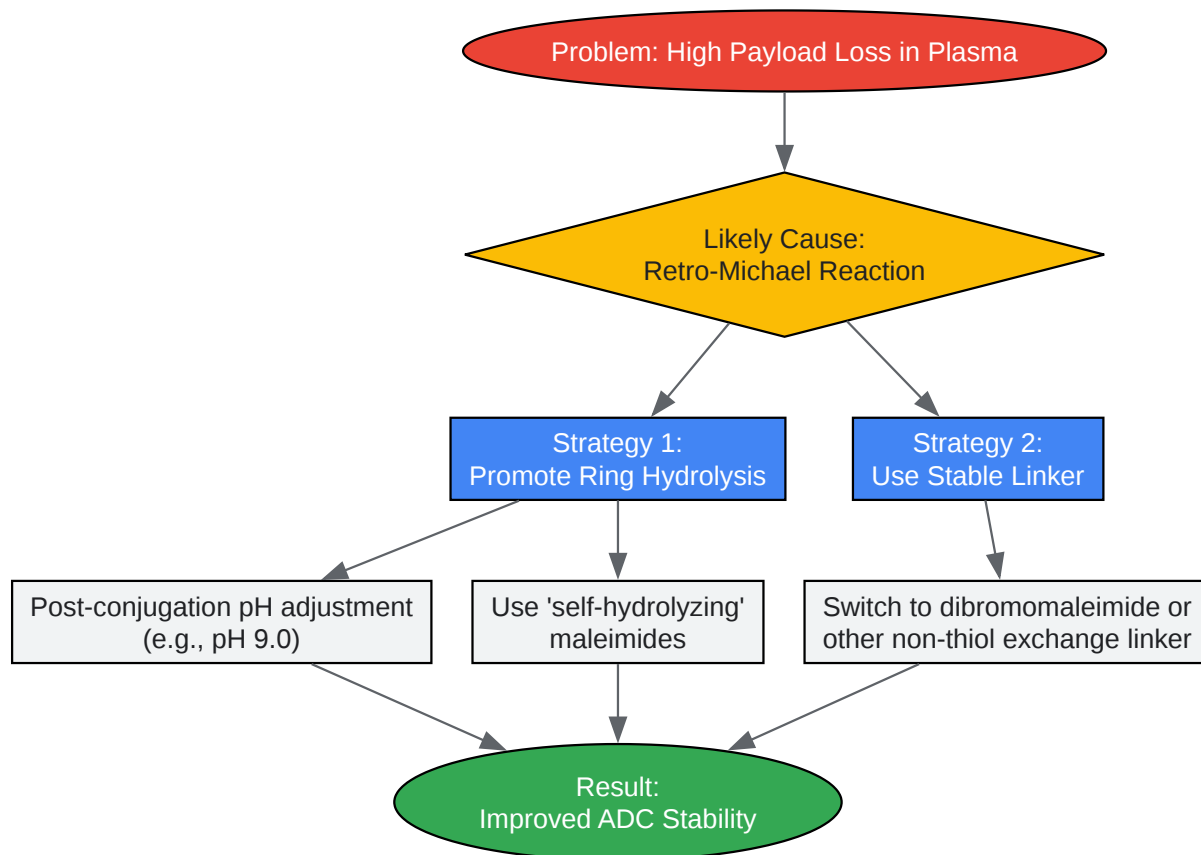 Problem: High Payload Loss in Plasma
Likely Cause:
Retro-Michael Reaction
Strategy 1:
Promote Ring Hydrolysis
Strategy 2:
Use Stable Linker
Post-conjugation pH adjustment
(e.g., pH 9.0)
Use 'self-hydrolyzing'
maleimides
Switch to dibromomaleimide or
other non-thiol exchange linker
Result:
Improved ADC Stability